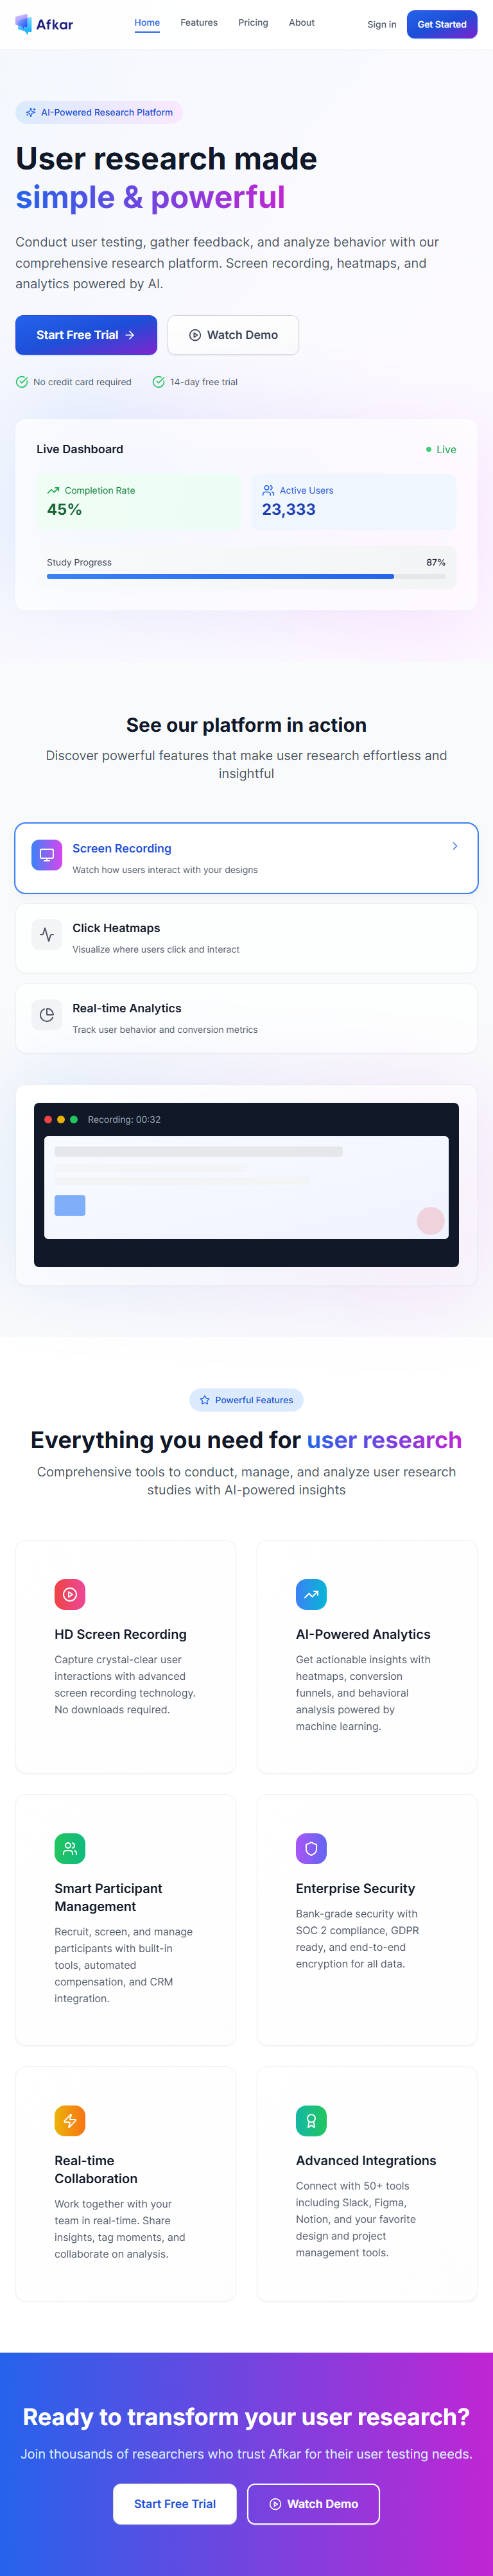 Afkar
Home
Features
Pricing
About
Sign in
Get Started
AI-Powered Research Platform
User research made
simple & powerful
Conduct user testing, gather feedback, and analyze behavior with our
comprehensive research platform. Screen recording, heatmaps, and
analytics powered by AI.
Start Free Trial
Watch Demo
No credit card required
14-day free trial
Live Dashboard
Live
Completion Rate
45%
Active Users
23,333
Study Progress
87%
See our platform in action
Discover powerful features that make user research effortless and
insightful
Screen Recording
Watch how users interact with your designs
Click Heatmaps
Visualize where users click and interact
Real-time Analytics
Track user behavior and conversion metrics
Recording: 00:32
Powerful Features
Everything you need for user research
Comprehensive tools to conduct, manage, and analyze user research
studies with AI-powered insights
HD Screen Recording
Capture crystal-clear user
interactions with advanced
screen recording technology.
No downloads required.
AI-Powered Analytics
Get actionable insights with
heatmaps, conversion
funnels, and behavioral
analysis powered by
machine learning.
Smart Participant
Management
Recruit, screen, and manage
participants with built-in
tools, automated
compensation, and CRM
integration.
Enterprise Security
Bank-grade security with
SOC 2 compliance, GDPR
ready, and end-to-end
encryption for all data.
Real-time
Collaboration
Work together with your
team in real-time. Share
insights, tag moments, and
collaborate on analysis.
Advanced Integrations
Connect with 50+ tools
including Slack, Figma,
Notion, and your favorite
design and project
management tools.
Ready to transform your user research?
Join thousands of researchers who trust Afkar for their user testing needs.
Start Free Trial
Watch Demo